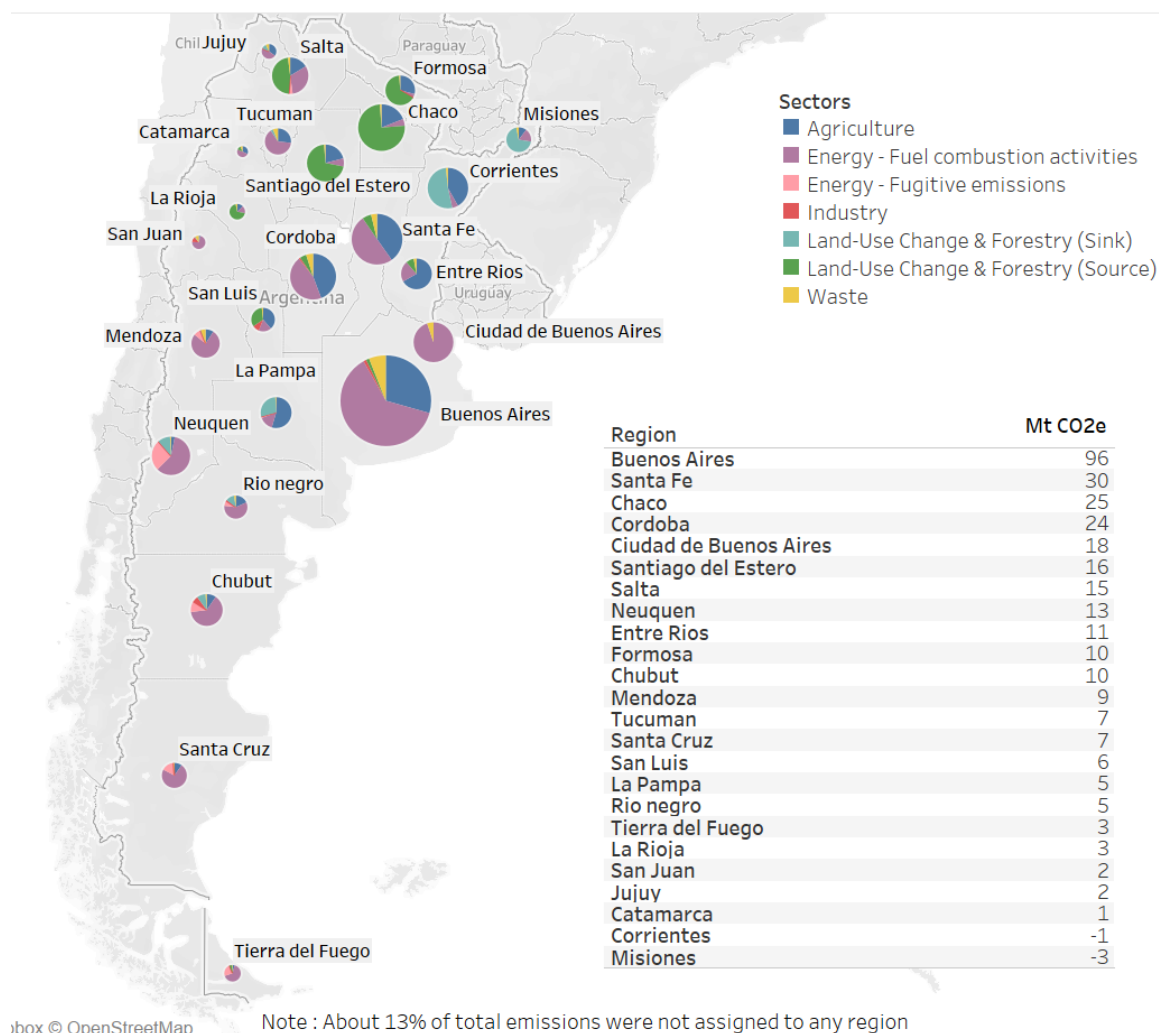 Chil
Jujuy
Salta
Paraguay
Formosa
Tucuman
Chaco
Misiones
Catamarca
Santiago del Estero
Corrientes
La Rioja
San Juan
Cordoba
Santa Fe
Entre Rios
San Luis
Argentina
Uruguay
Mendoza
Ciudad de Buenos Aires
La Pampa
Buenos Aires
Neuquen
Rio negro
Chubut
Santa Cruz
Tierra del Fuego
Sectors
Agriculture
Energy - Fuel combustion activities
Energy - Fugitive emissions
Industry
Land-Use Change & Forestry (Sink)
Land-Use Change & Forestry (Source)
Waste
Region Mt CO2e
Buenos Aires 96
Santa Fe 30
Chaco 25
Cordoba 24
Ciudad de Buenos Aires 18
Santiago del Estero 16
Salta 15
Neuquen 13
Entre Rios 11
Formosa 10
Chubut 10
Mendoza 9
Tucuman 7
Santa Cruz 7
San Luis 6
La Pampa 5
Rio negro 5
Tierra del Fuego 3
La Rioja 3
San Juan 2
Jujuy 2
Catamarca 1
Corrientes -1
Misiones -3
© OpenStreetMap
Note : About 13% of total emissions were not assigned to any region